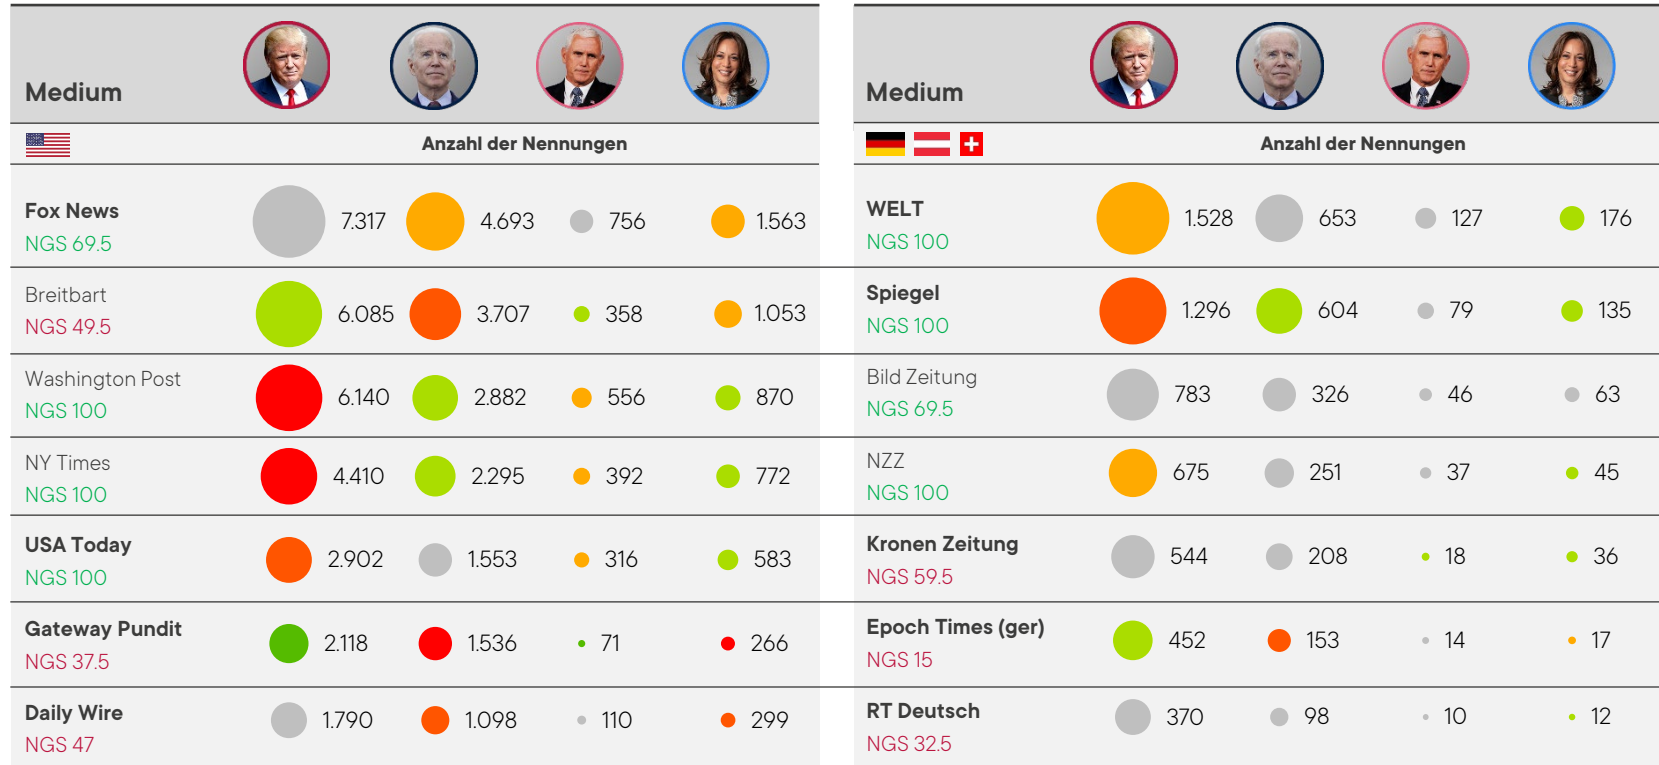 Medium
Anzahl der Nennungen
Fox News
NGS 69.5
7.317 4.693 756 1.563
Breitbart
NGS 49.5
6.085 3.707 358 1.053
Washington Post
NGS 100
6.140 2.882 556 870
NY Times
NGS 100
4.410 2.295 392 772
USA Today
NGS 100
2.902 1.553 316 583
Gateway Pundit
NGS 37.5
2.118 1.536 71 266
Daily Wire
NGS 47
1.790 1.098 110 299
Medium
Anzahl der Nennungen
WELT
NGS 100
1.528 653 127 176
Spiegel
NGS 100
1.296 604 79 135
Bild Zeitung
NGS 69.5
783 326 46 63
NZZ
NGS 100
675 251 37 45
Kronen Zeitung
NGS 59.5
544 208 18 36
Epoch Times (ger)
NGS 15
452 153 14 17
RT Deutsch
NGS 32.5
370 98 10 12